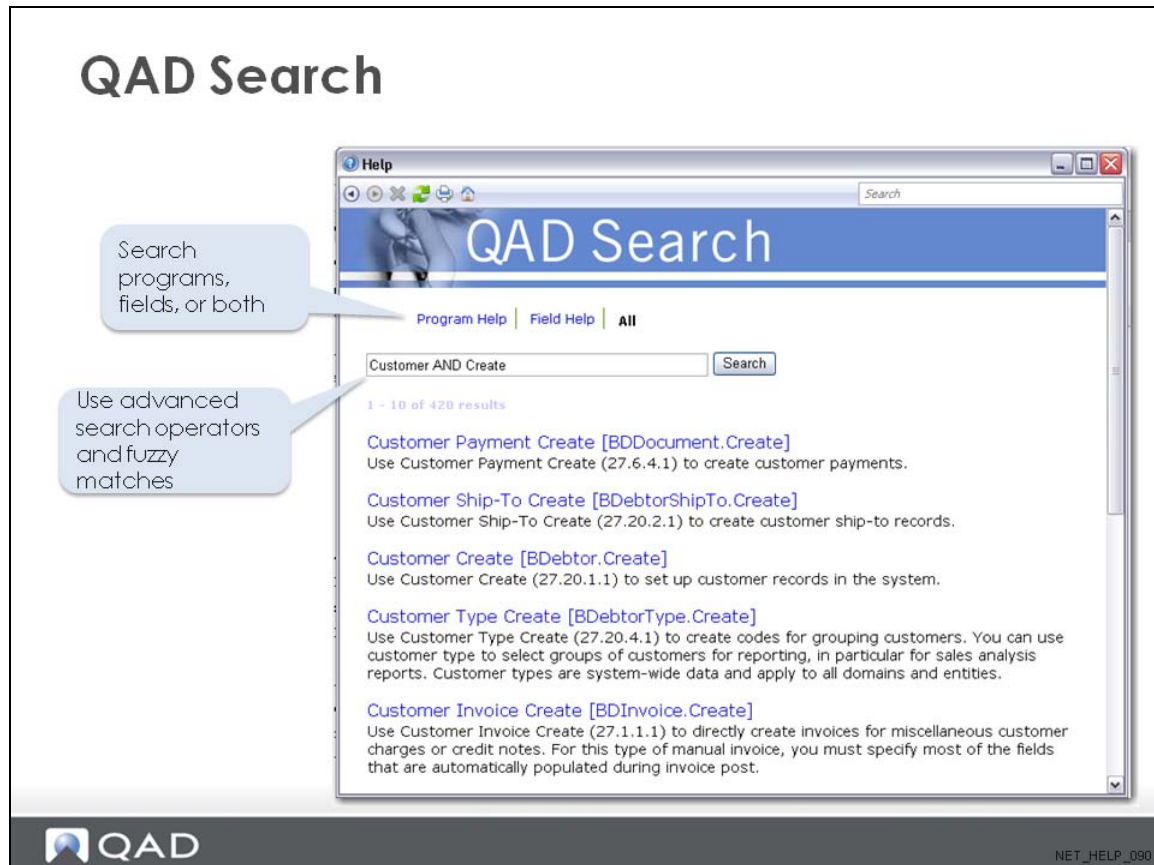 QAD Search
Help
Search
QAD Search
Search
programs,
fields, or both
Program Help | Field Help | All
Customer AND Create
Search
Use advanced
search operators
and fuzzy
matches
1 - 10 of 420 results
Customer Payment Create [BDDocument.Create]
Use Customer Payment Create (27.6.4.1) to create customer payments.
Customer Ship-To Create [BDebtorShipTo.Create]
Use Customer Ship-To Create (27.20.2.1) to create customer ship-to records.
Customer Create [BDebtor.Create]
Use Customer Create (27.20.1.1) to set up customer records in the system.
Customer Type Create [BDebtorType.Create]
Use Customer Type Create (27.20.4.1) to create codes for grouping customers. You can use
customer type to select groups of customers for reporting, in particular for sales analysis
reports. Customer types are system-wide data and apply to all domains and entities.
Customer Invoice Create [BDInvoice.Create]
Use Customer Invoice Create (27.1.1.1) to directly create invoices for miscellaneous customer
charges or credit notes. For this type of manual invoice, you must specify most of the fields
that are automatically populated during invoice post.
QAD
NET_HELP_090